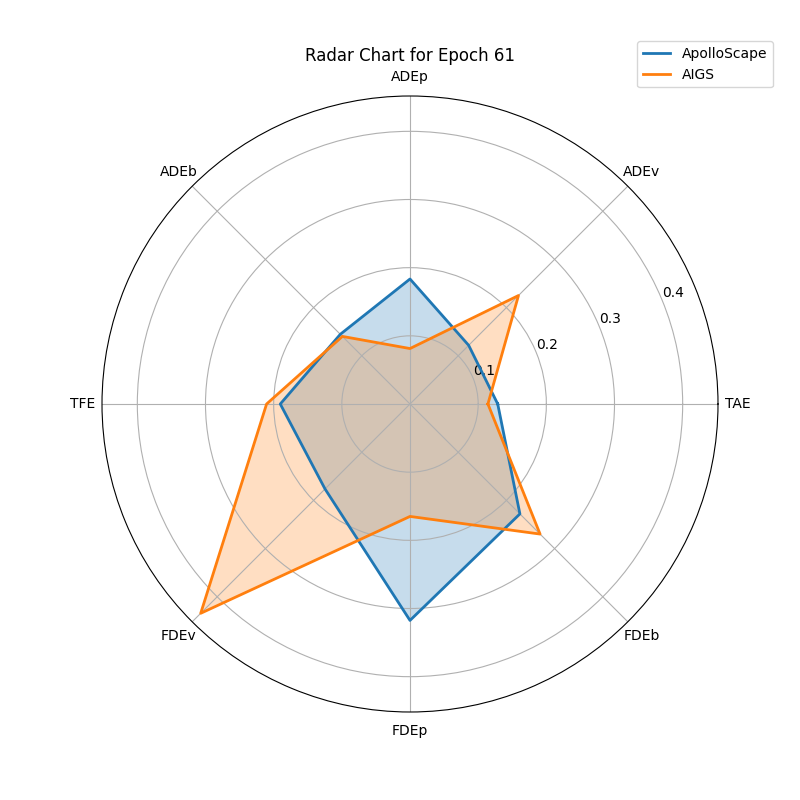 Radar Chart for Epoch 61
ApolloScape
AIGS
ADEp
ADEb
ADEv
0.4
0.3
0.2
0.1
TFE
TAE
FDEv
FDEb
FDEp